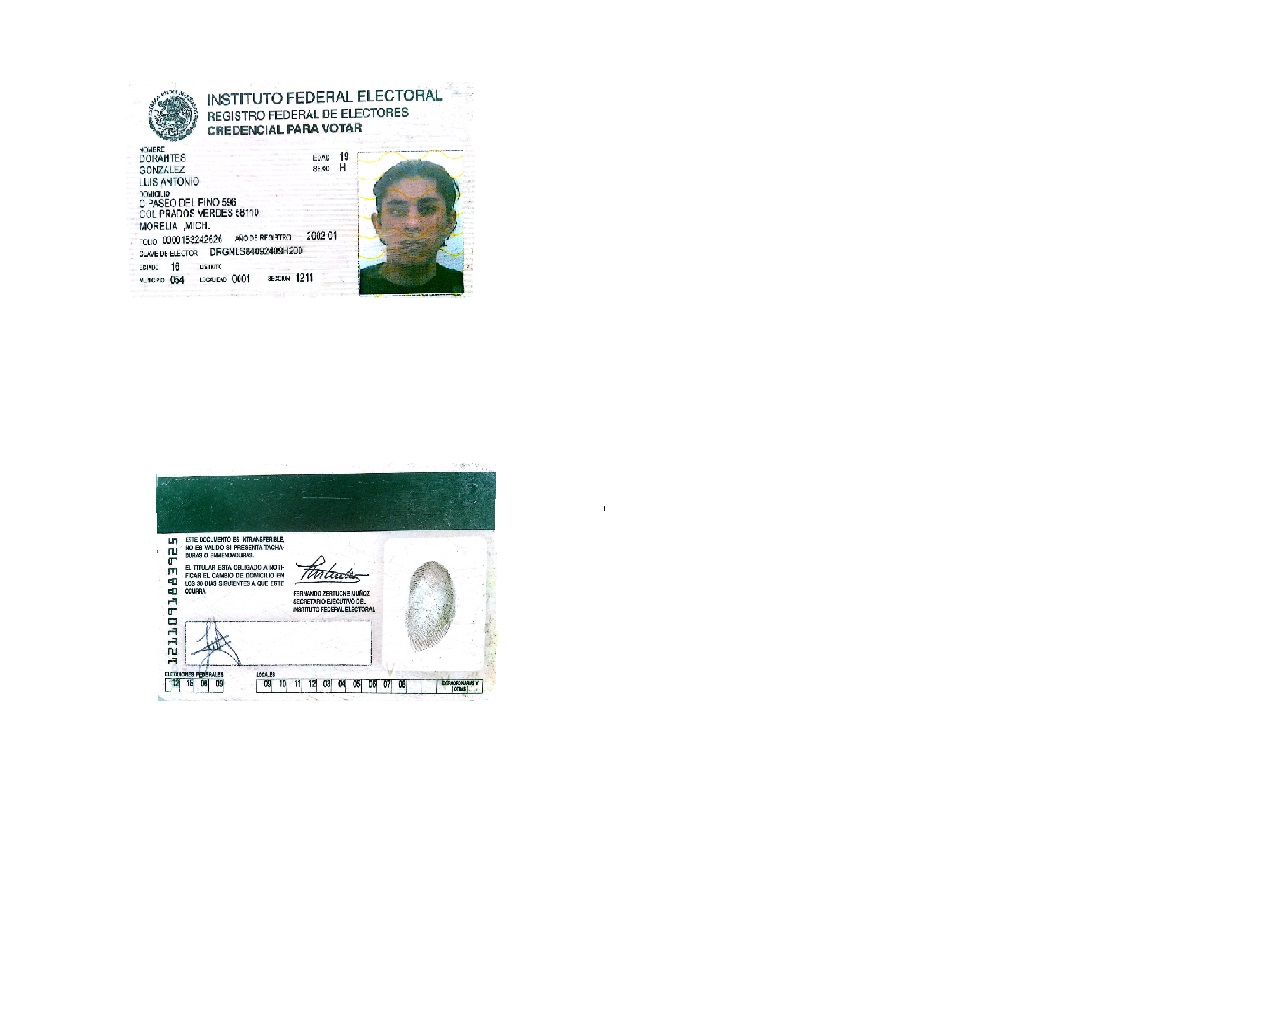 INSTITUTO FEDERAL ELECTORAL
REGISTRO FEDERAL DE ELECTORES
CREDENCIAL PARA VOTAR
NOMBRE
DORANTES
GONZALEZ
LUIS ANTONIO
EDAD 19
SEXO H
DOMICILIO
C PASEO DEL PINO 596
COL PRADOS VERDES 58110
MORELIA ,MICH.
FOLIO 0000153242626 AÑO DE REGISTRO 2002 01
CLAVE DE ELECTOR
ESTADO 16 DISTRITO
MUNICIPIO 054 LOCALIDAD 0001 SECCION 1211
ESTE DOCUMENTO ES INTRANSFERIBLE,
NO ES VALIDO SI PRESENTA TACHA-
DURAS O ENMENDADURAS.
EL TITULAR ESTA OBLIGADO A NOTI-
FICAR EL CAMBIO DE DOMICILIO EN
LOS 30 DIAS SIGUIENTES A QUE ESTE
OCURRA.
FERNANDO ZERTUCHE MUÑOZ
SECRETARIO EJECUTIVO DEL
INSTITUTO FEDERAL ELECTORAL
ELECCIONES FEDERALES
12 15 06 09
LOCALES
09 10 11 12 03 04 05 06 07 08
EXTRAORDINARIAS Y
OTRAS